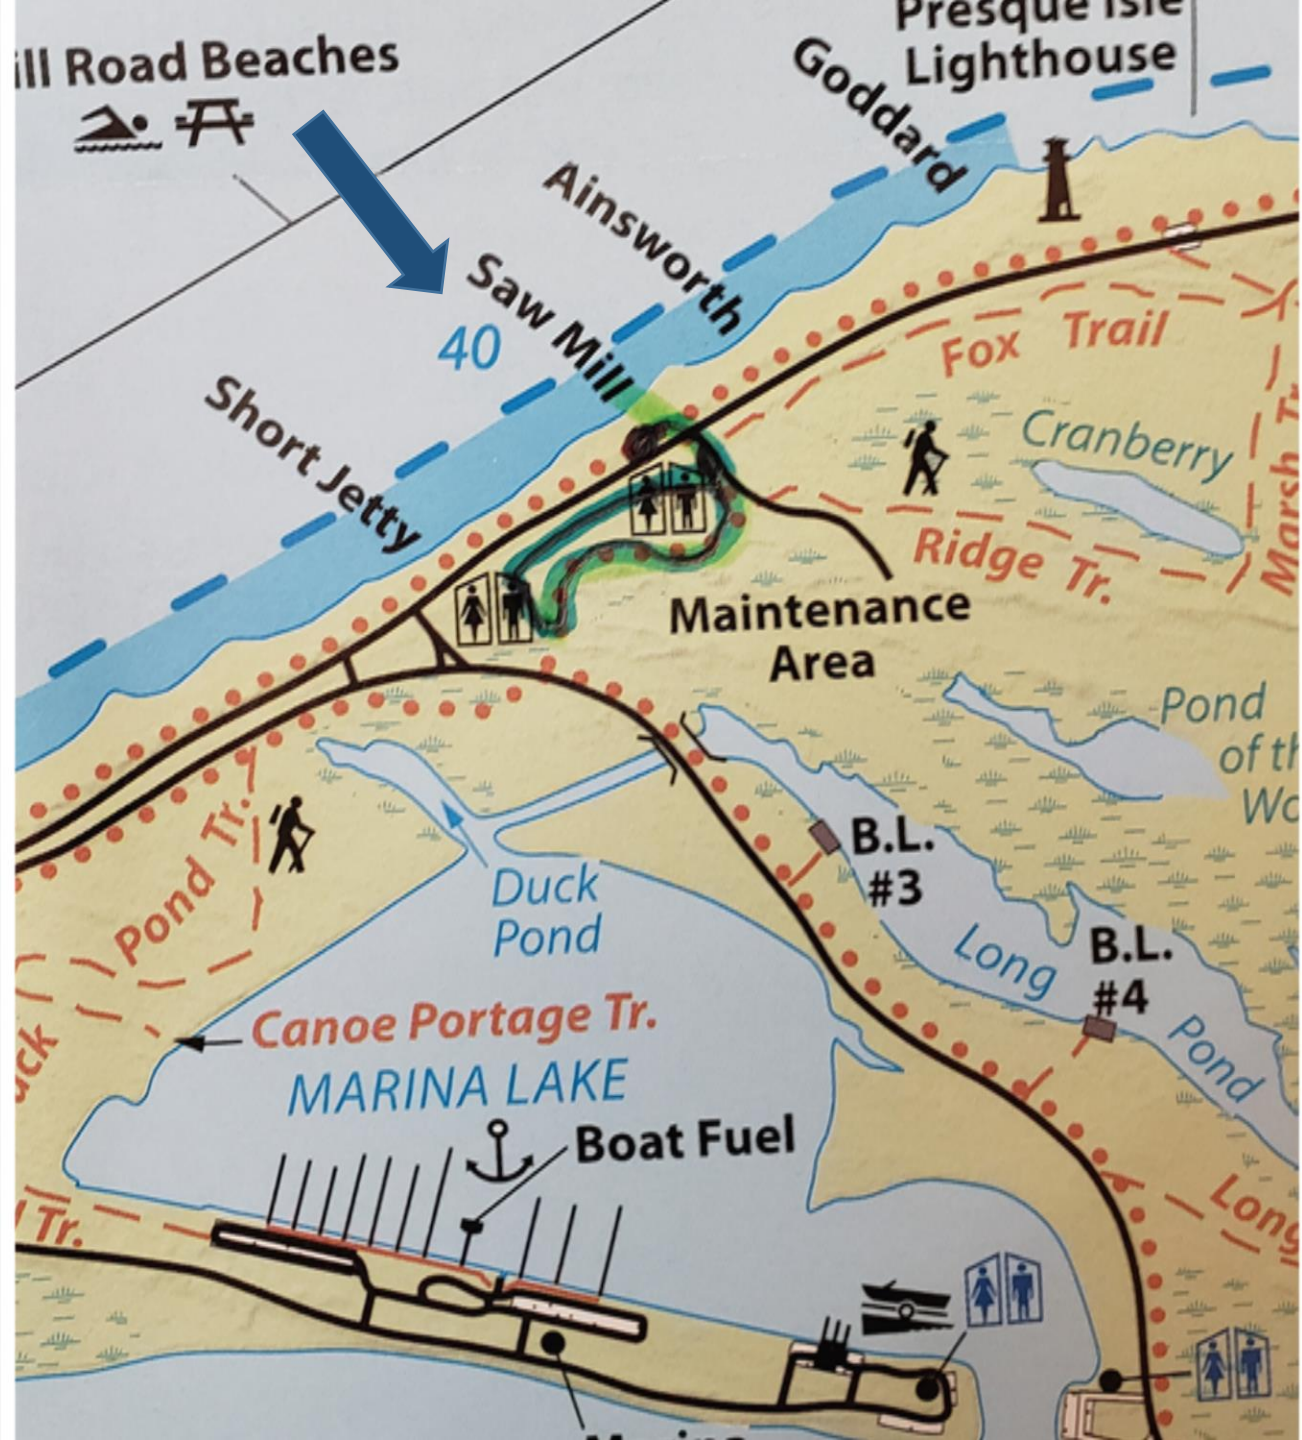 Presque Isle
Lighthouse
ill Road Beaches
Goddard
Ainsworth
Saw Mill
40
Short Jetty
Fox Trail
Cranberry
Marsh Tr.
Ridge Tr.
Maintenance
Area
Pond
of th
Wo
Pond Tr.
B.L.
#3
Duck
Pond
Long
Pond
B.L.
#4
Canoe Portage Tr.
uck
MARINA LAKE
Boat Fuel
Long
l Tr.
Marina